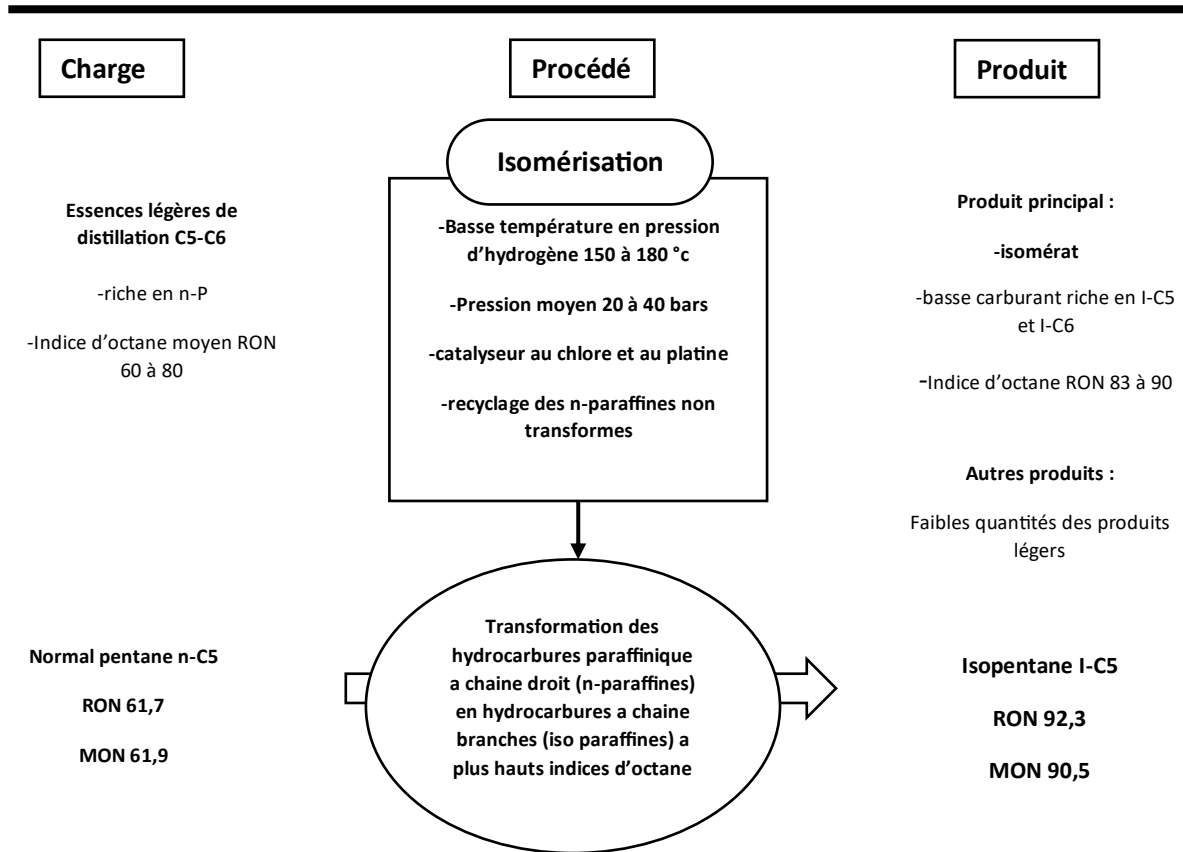 Charge
Procédé
Produit
Essences légères de
distillation C5-C6
-riche en n-P
-Indice d’octane moyen RON
60 à 80
Isomérisation
-Basse température en pression
d’hydrogène 150 à 180 °c
-Pression moyen 20 à 40 bars
-catalyseur au chlore et au platine
-recyclage des n-paraffines non
transformes
Produit principal :
-isomérat
-basse carburant riche en I-C5
et I-C6
-Indice d’octane RON 83 à 90
Autres produits :
Faibles quantités des produits
légers
Normal pentane n-C5
RON 61,7
MON 61,9
Transformation des
hydrocarbures paraffinique
a chaine droit (n-paraffines)
en hydrocarbures a chaine
branches (iso paraffines) a
plus hauts indices d’octane
Isopentane I-C5
RON 92,3
MON 90,5